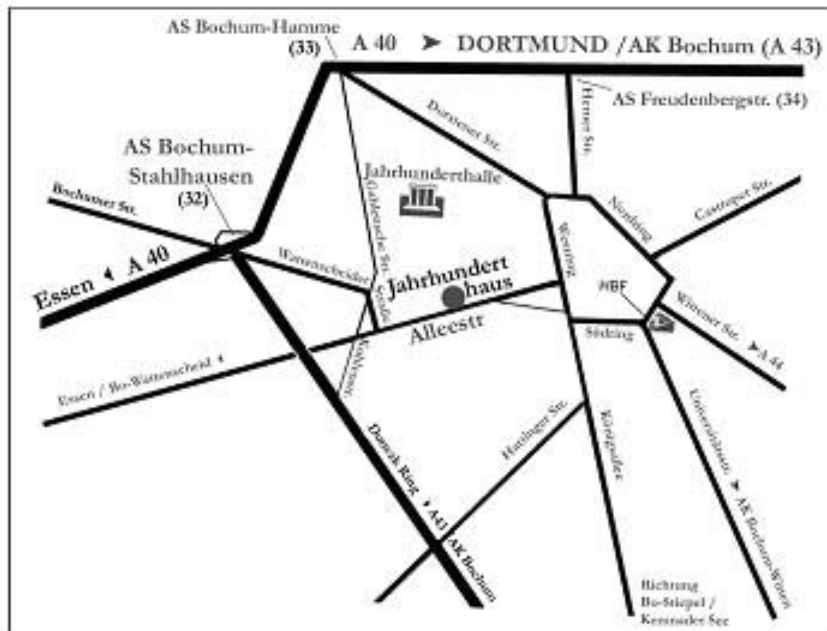 AS Bochum-Hamme
(33)
A 40 ➤ DORTMUND /AK Bochum (A 43)
AS Freudenbergstr. (34)
AS Bochum-
Stahlhausen
(32)
Dorstener Str.
Herner Str.
Jahrhunderthalle
Gahlensche Str.
Bochumer Str.
Castroper Str.
Nordring
Westring
Essen ◄ A 40
Wattenscheider
Straße
Jahrhundert
haus
HBF
Alleestr
Südring
Wittener Str. ➤ A 44
Essen / Bo-Wattenscheid ◄
Kohlenstr.
Hattinger Str.
Königsallee
Universitätsstr. ➤ AK Bochum-Witten
Donezk Ring ➤ A43 /AK Bochum
Richtung
Bo-Stiepel /
Kemnader See